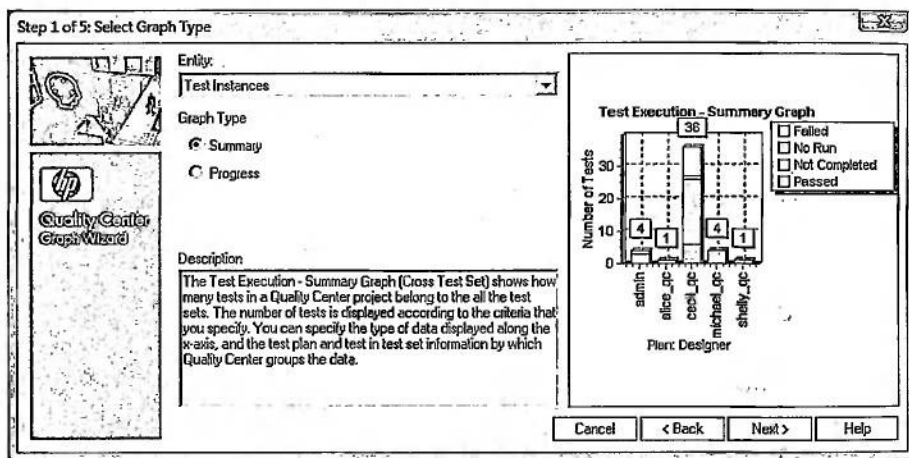 Step 1 of 5: Select Graph Type
Entity:
Test Instances
Graph Type
Summary
Progress
hp
Quality Center
Graph Wizard
Description
The Test Execution - Summary Graph (Cross Test Set) shows how
many tests in a Quality Center project belong to the all the test
sets. The number of tests is displayed according to the criteria that
you specify. You can specify the type of data displayed along the
x-axis, and the test plan and test in test set information by which
Quality Center groups the data.
Test Execution - Summary Graph
36
Failed
No Run
Not Completed
Passed
Number of Tests
30
20
10
0
4
1
4
1
admin
alice_qc
cecil_qc
michael_qc
shelly_qc
Plan: Designer
Cancel
< Back
Next >
Help